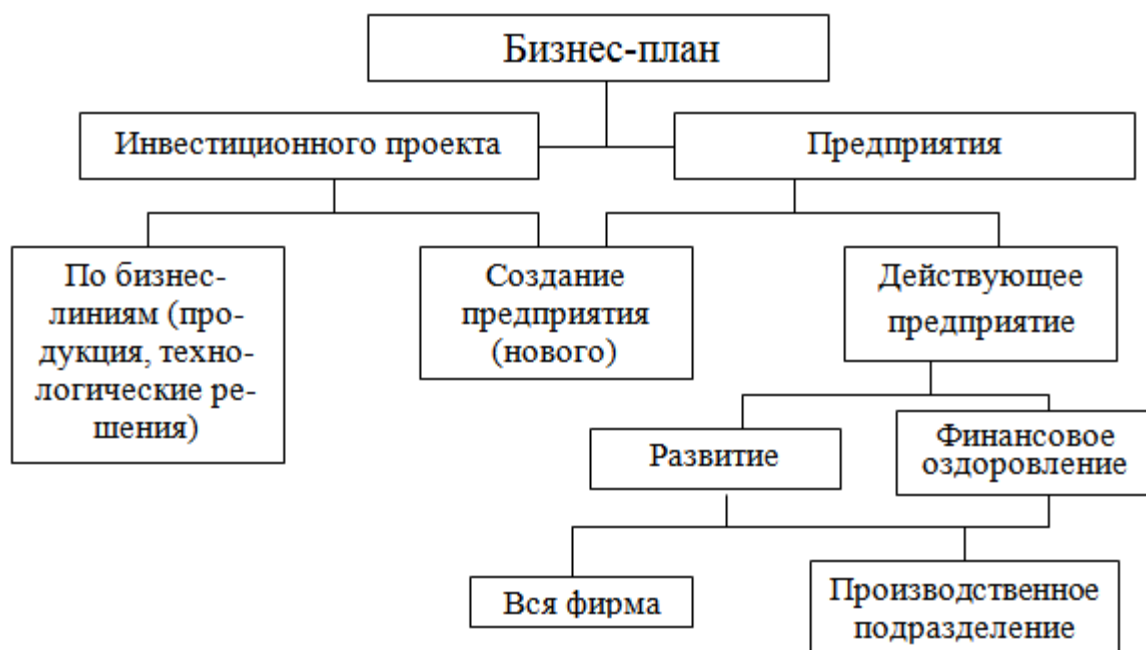 Бизнес-план
Инвестиционного проекта
Предприятия
По бизнес-
линиям (про-
дукция, техно-
логические ре-
шения)
Создание
предприятия
(нового)
Действующее
предприятие
Развитие
Финансовое
оздоровление
Вся фирма
Производственное
подразделение